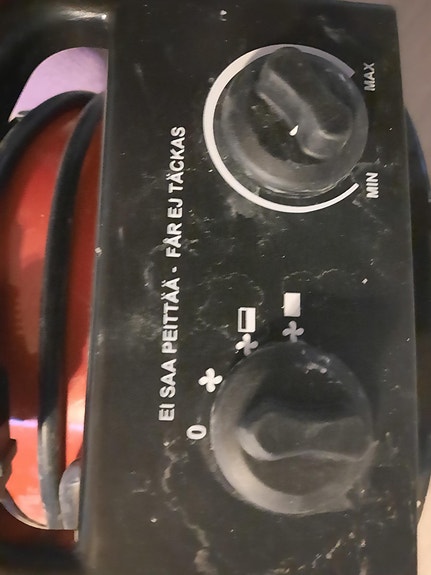 EI SAA PEITTÄÄ - FÅR EJ TÄCKAS
0
MIN
MAX